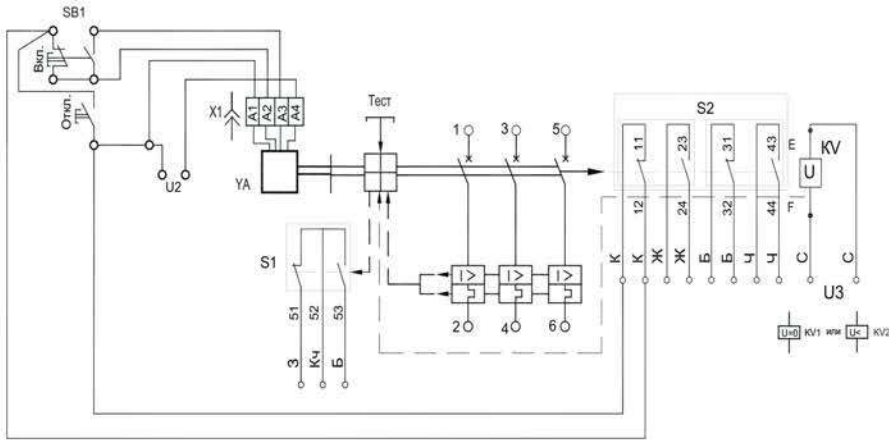 SB1
Вкл.
Откл.
U2
X1
A1
A2
A3
A4
YA
Тест
1
3
5
I>
I>
I>
2
4
6
S1
51
52
53
З
Кч
Б
S2
11
23
31
43
E
12
24
32
44
F
KV
U
К
К
Ж
Ж
Б
Б
Ч
Ч
С
С
U3
U=0 KV1 или U< KV2